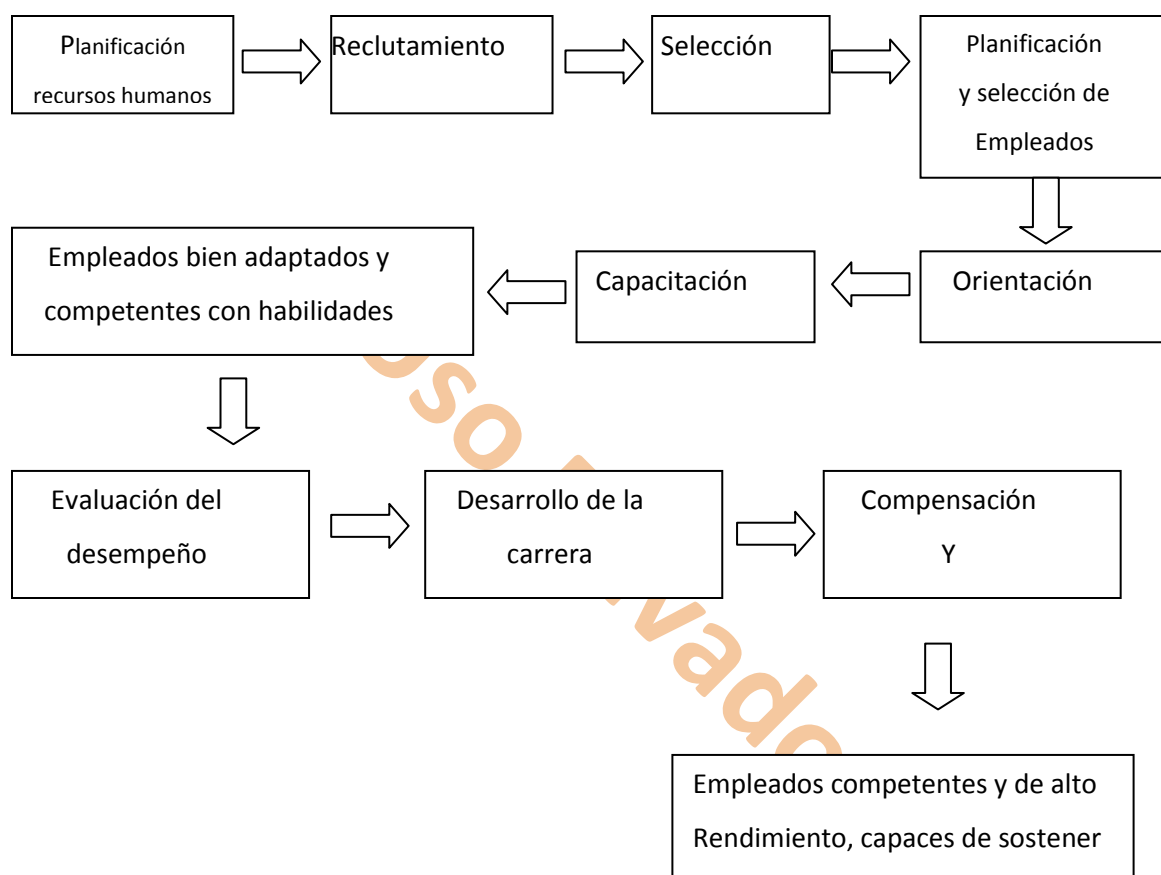 Planificación
recursos humanos
Reclutamiento
Selección
Planificación
y selección de
Empleados
Orientación
Capacitación
Empleados bien adaptados y
competentes con habilidades
Evaluación del
desempeño
Desarrollo de la
carrera
Compensación
Y
Empleados competentes y de alto
Rendimiento, capaces de sostener